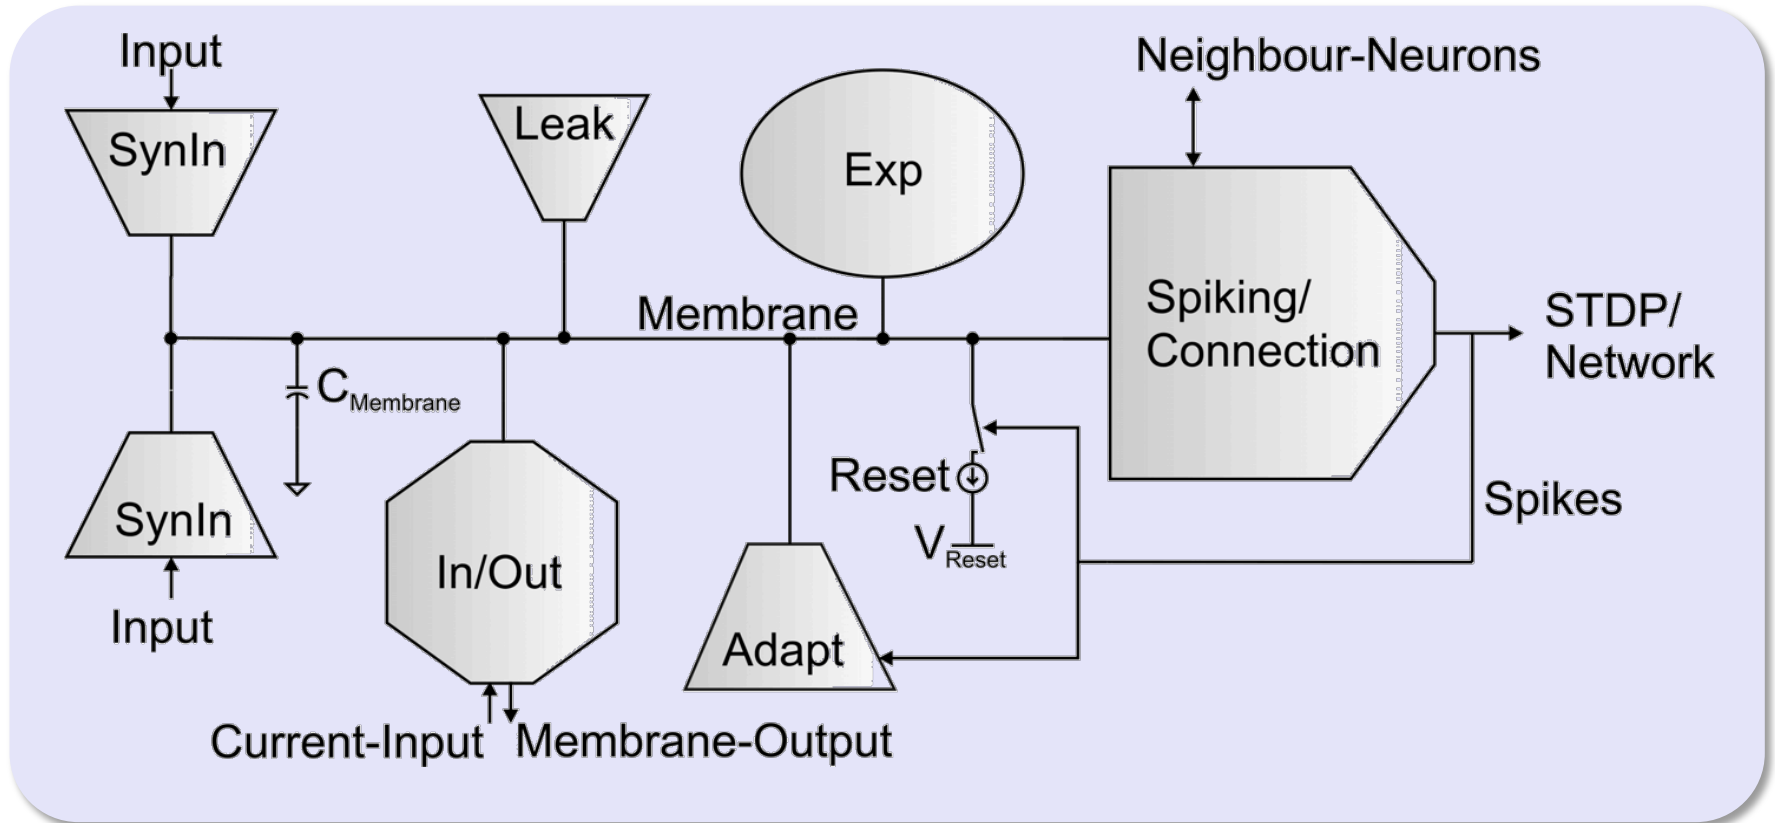 Input
Neighbour-Neurons
SynIn
Leak
Exp
Membrane
Spiking/
Connection
STDP/
Network
CMembrane
Reset
VReset
Spikes
SynIn
Input
In/Out
Adapt
Current-Input
Membrane-Output